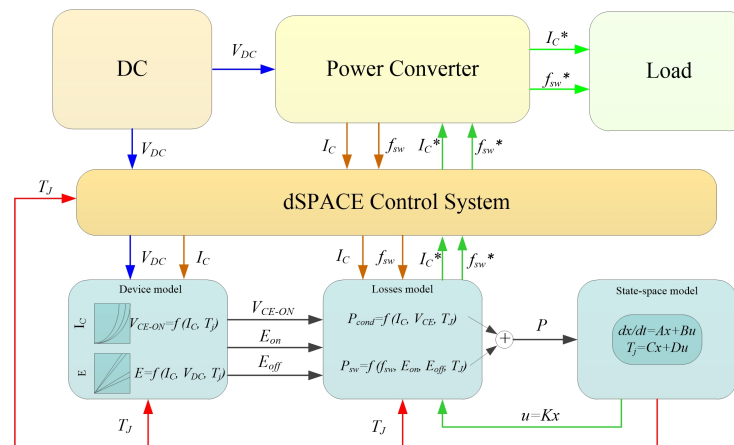 DC
V_DC
Power Converter
I_C*
f_sw*
Load
V_DC
I_C
f_sw
I_C*
f_sw*
T_J
dSPACE Control System
V_DC
I_C
I_C
f_sw
I_C*
f_sw*
Device model
I_C
V_CE-ON=f(I_C, T_j)
E
E=f(I_C, V_DC, T_j)
V_CE-ON
E_on
E_off
Losses model
P_cond=f(I_C, V_CE, T_J)
P_sw=f(f_sw, E_on, E_off, T_J)
+
P
State-space model
dx/dt=Ax+Bu
T_j=Cx+Du
T_J
T_J
u=Kx